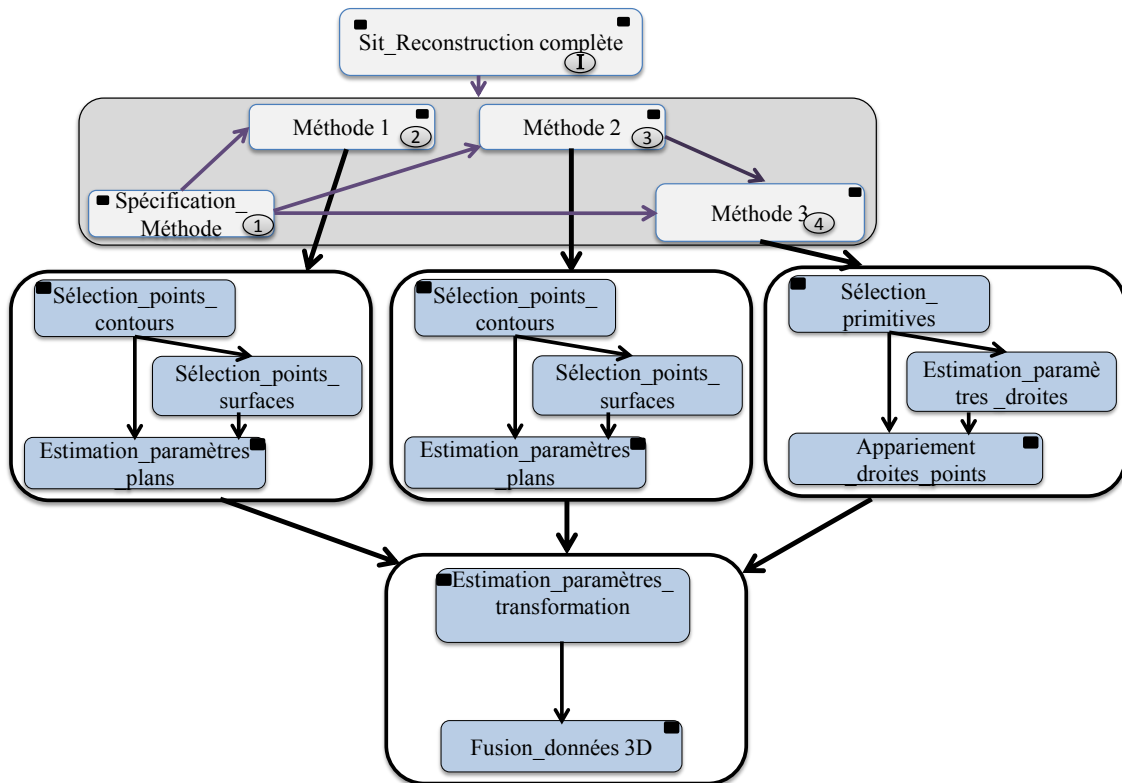 Sit_Reconstruction complète
I
Méthode 1
2
Méthode 2
3
Spécification_
Méthode
1
Méthode 3
4
Sélection_points_
contours
Sélection_points_
surfaces
Estimation_paramètres
_plans
Sélection_points_
contours
Sélection_points_
surfaces
Estimation_paramètres
_plans
Sélection_
primitives
Estimation_paramè
tres _droites
Appariement
_droites_points
Estimation_paramètres_
transformation
Fusion_données 3D